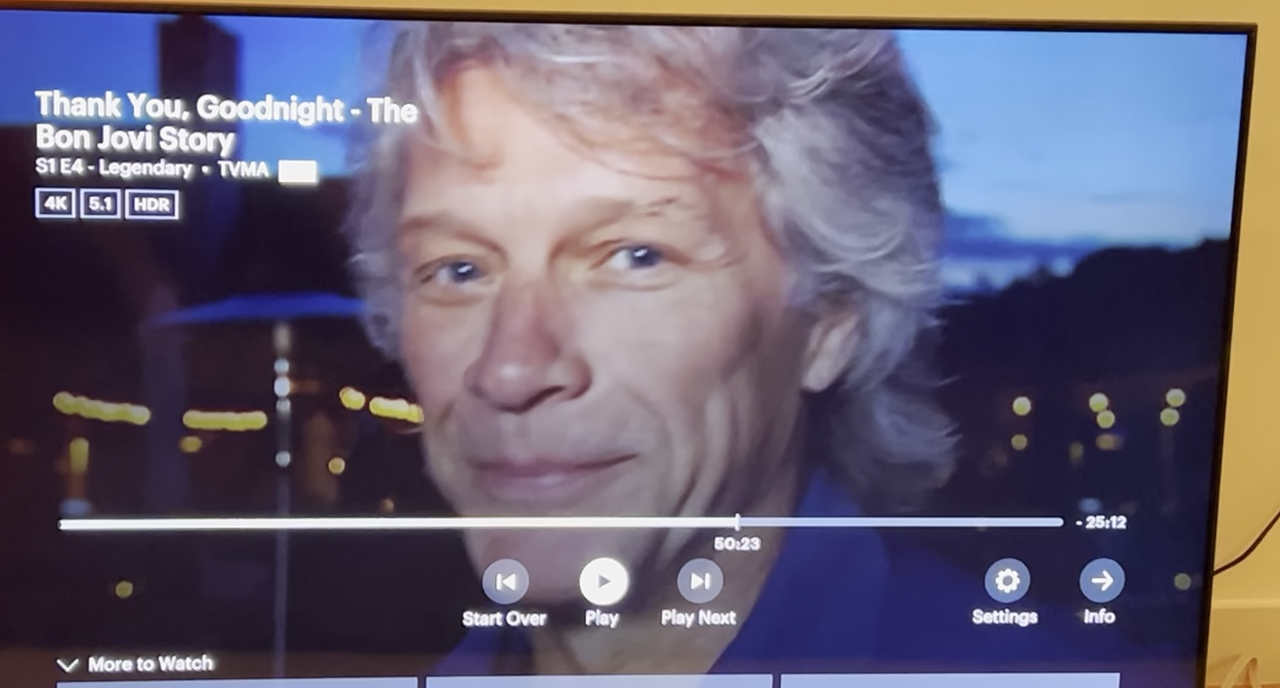 Thank You, Goodnight - The
Bon Jovi Story
S1 E4 - Legendary • TVMA
4K 5.1 HDR
- 25:12
50:23
Start Over Play Play Next Settings Info
More to Watch